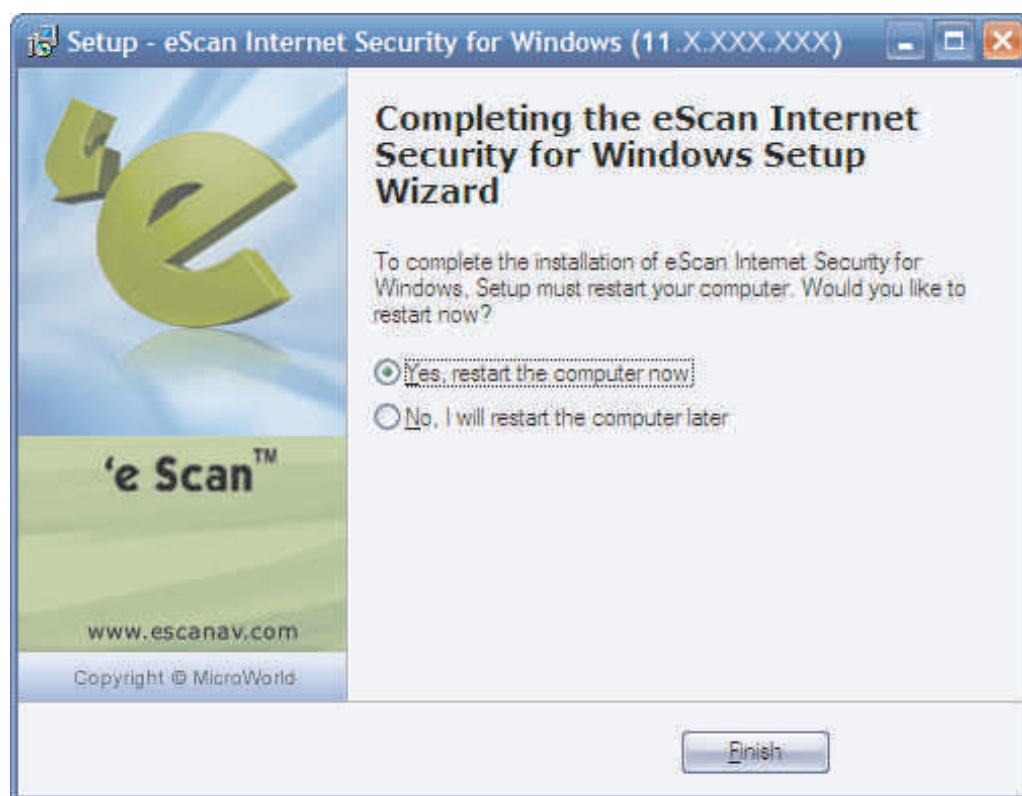 Setup - eScan Internet Security for Windows (11.X.XXX.XXX)
Completing the eScan Internet
Security for Windows Setup
Wizard
To complete the installation of eScan Internet Security for
Windows, Setup must restart your computer. Would you like to
restart now?
Yes, restart the computer now
No, I will restart the computer later
'e Scan™
www.escanav.com
Copyright © MicroWorld
Finish